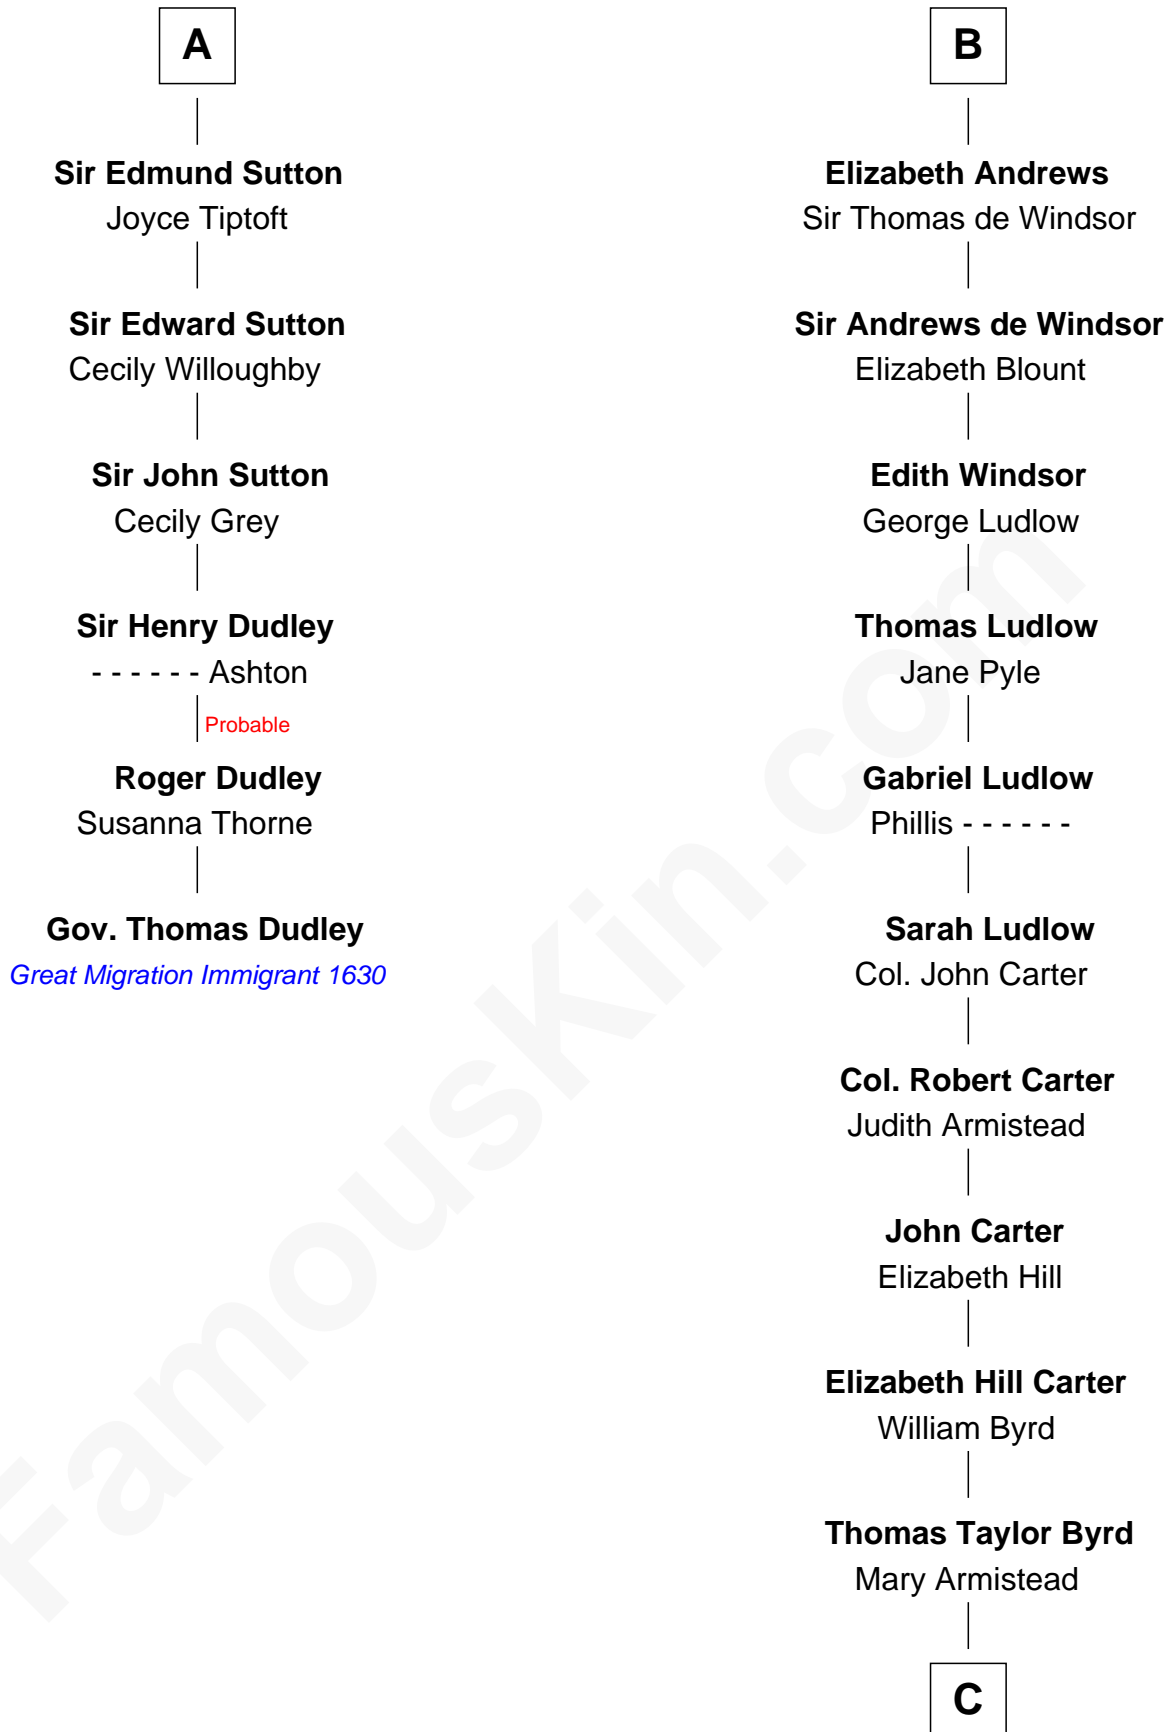 A
Sir Edmund Sutton
Joyce Tiptoft
Sir Edward Sutton
Cecily Willoughby
Sir John Sutton
Cecily Grey
Sir Henry Dudley
- - - - - - Ashton
Probable
Roger Dudley
Susanna Thorne
Gov. Thomas Dudley
Great Migration Immigrant 1630
B
Elizabeth Andrews
Sir Thomas de Windsor
Sir Andrews de Windsor
Elizabeth Blount
Edith Windsor
George Ludlow
Thomas Ludlow
Jane Pyle
Gabriel Ludlow
Phillis - - - - - -
Sarah Ludlow
Col. John Carter
Col. Robert Carter
Judith Armistead
John Carter
Elizabeth Hill
Elizabeth Hill Carter
William Byrd
Thomas Taylor Byrd
Mary Armistead
C
FamousKin.com